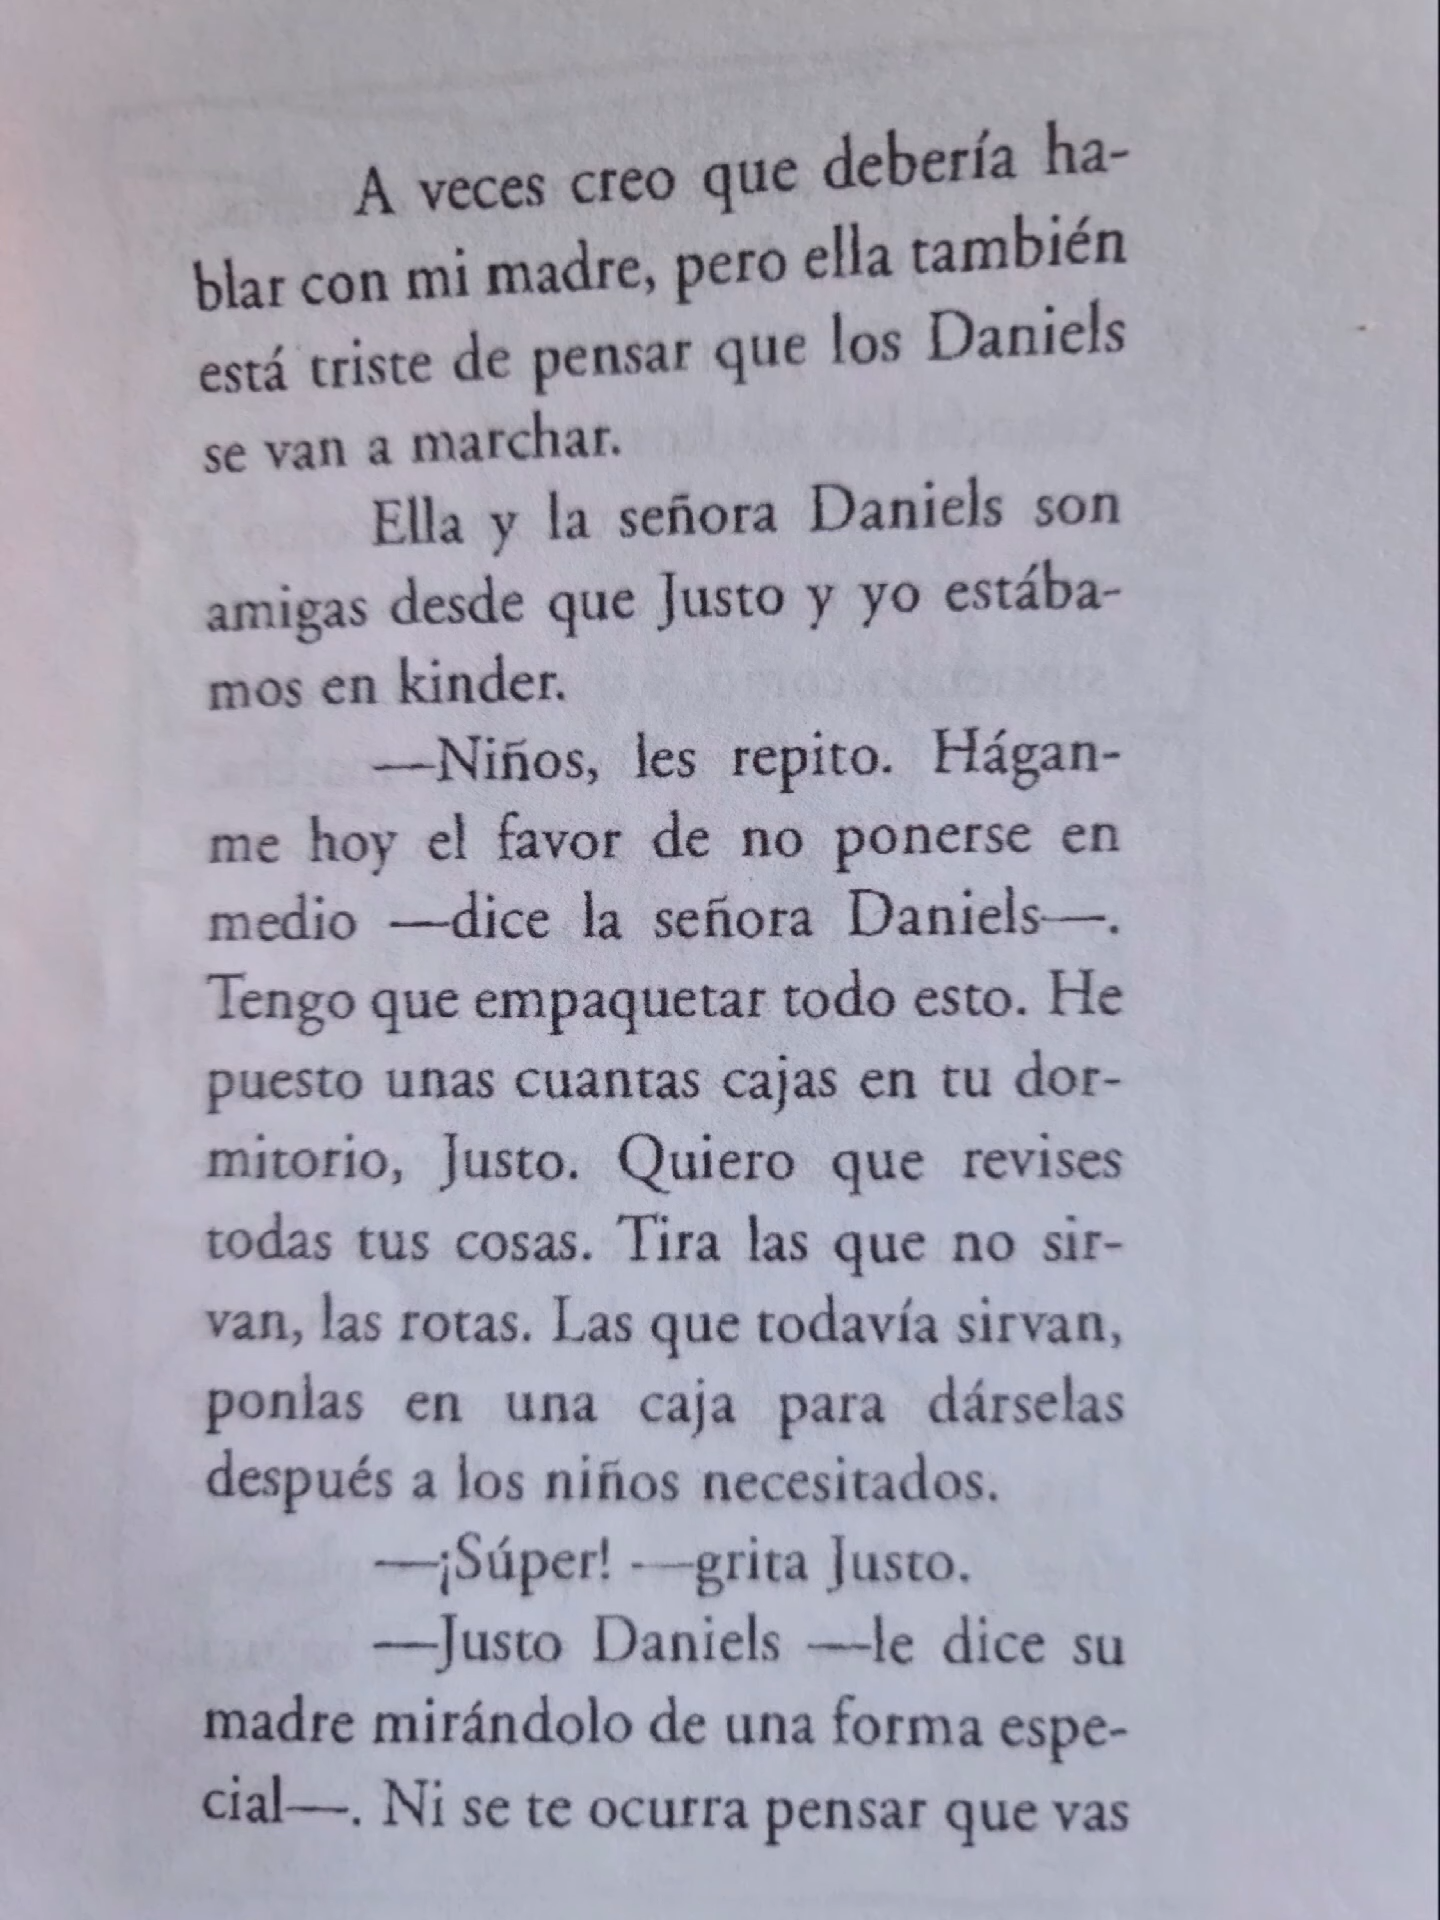 A veces creo que debería ha-
blar con mi madre, pero ella también
está triste de pensar que los Daniels
se van a marchar.
Ella y la señora Daniels son
amigas desde que Justo y yo estába-
mos en kinder.
—Niños, les repito. Hágan-
me hoy el favor de no ponerse en
medio —dice la señora Daniels—.
Tengo que empaquetar todo esto. He
puesto unas cuantas cajas en tu dor-
mitorio, Justo. Quiero que revises
todas tus cosas. Tira las que no sir-
van, las rotas. Las que todavía sirvan,
ponlas en una caja para dárselas
después a los niños necesitados.
—¡Súper! —grita Justo.
—Justo Daniels —le dice su
madre mirándolo de una forma espe-
cial—. Ni se te ocurra pensar que vas